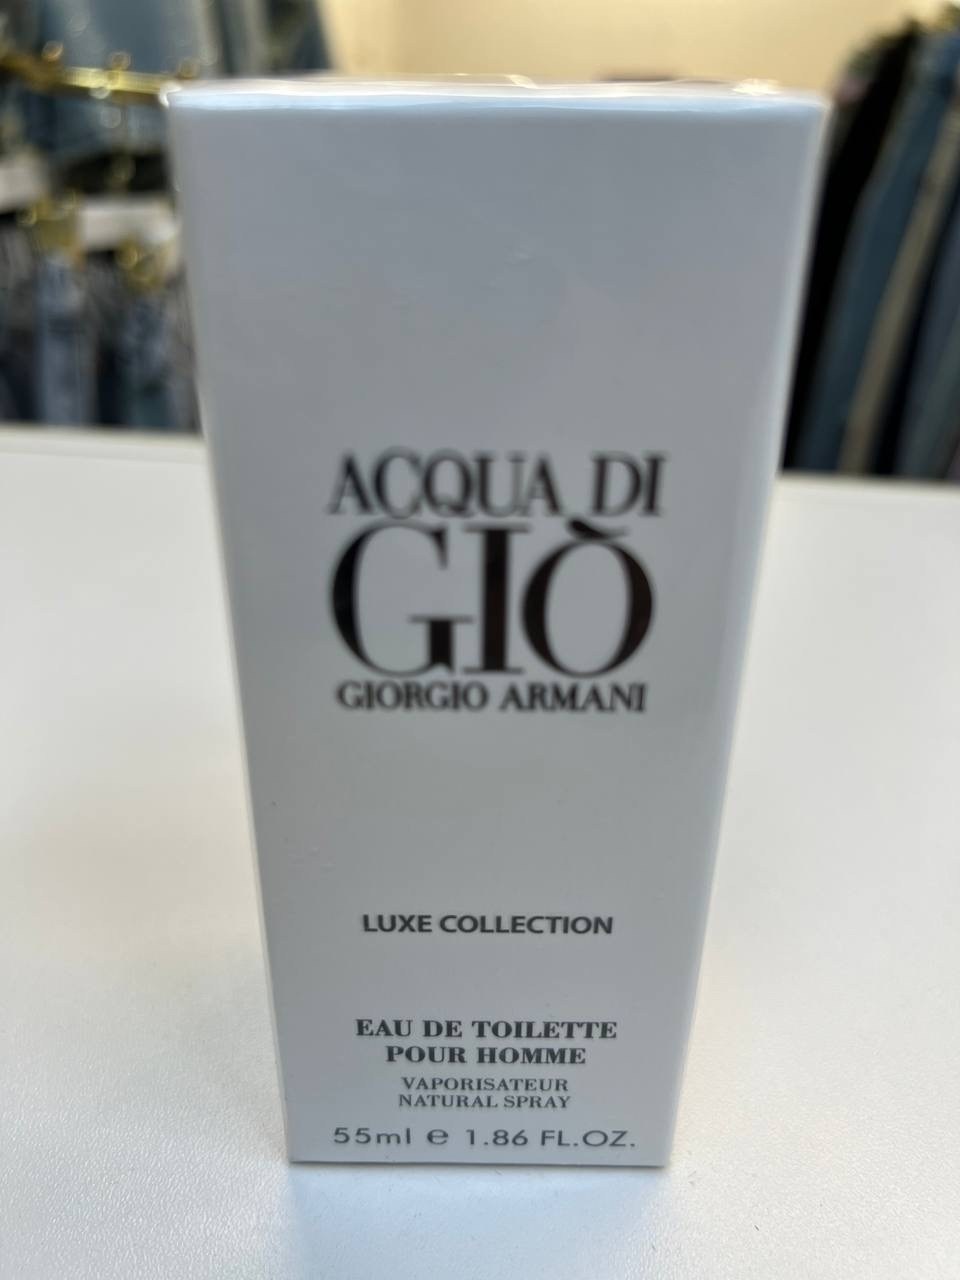 ACQUA DI
GIÒ
GIORGIO ARMANI
LUXE COLLECTION
EAU DE TOILETTE
POUR HOMME
VAPORISATEUR
NATURAL SPRAY
55ml e 1.86 FL.OZ.